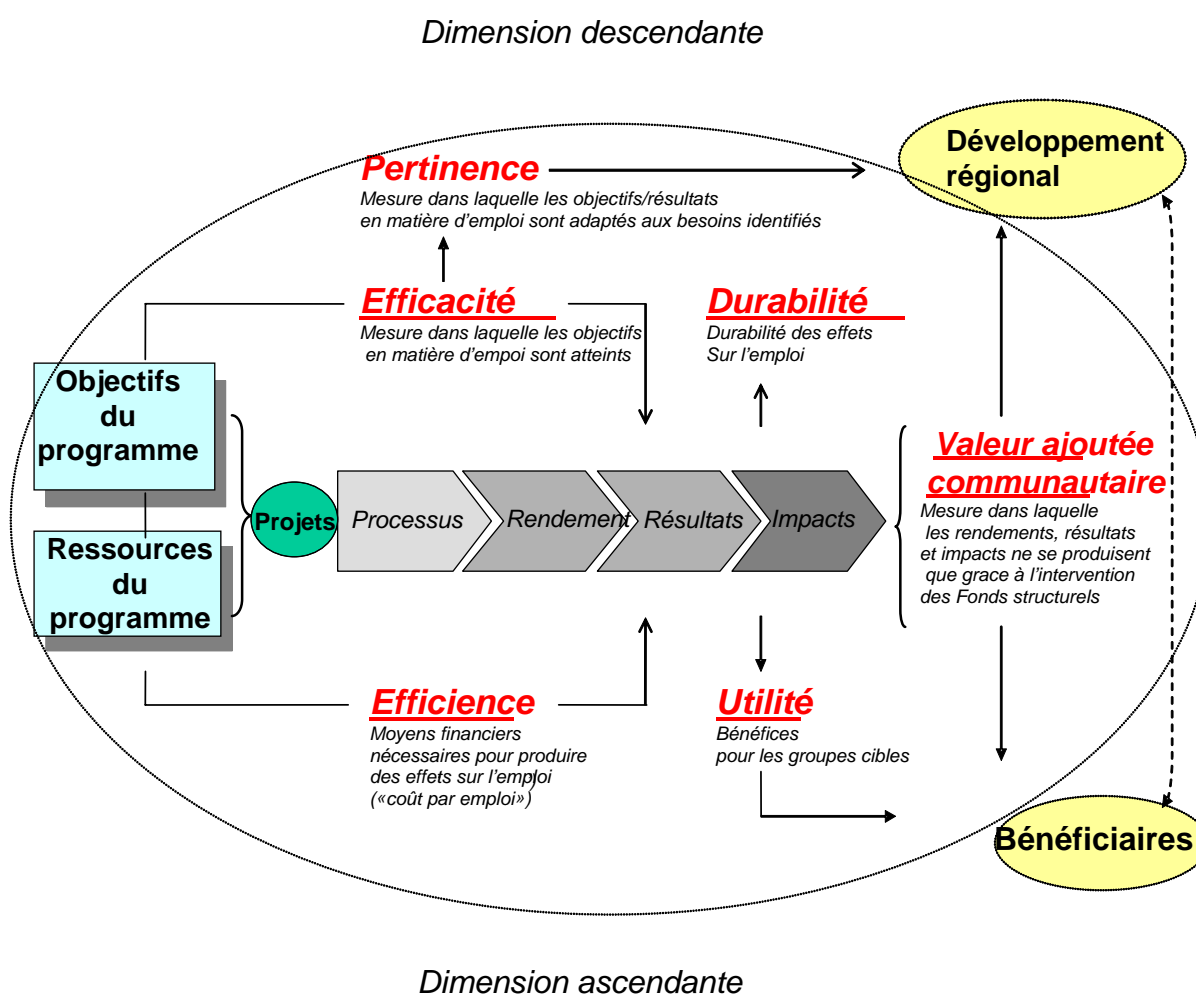 Dimension descendante
Développement
régional
Pertinence
Mesure dans laquelle les objectifs/résultats
en matière d'emploi sont adaptés aux besoins identifiés
Efficacité
Mesure dans laquelle les objectifs
en matière d'empoi sont atteints
Durabilité
Durabilité des effets
Sur l'emploi
Objectifs
du
programme
Ressources
du
programme
Projets
Processus
Rendement
Résultats
Impacts
Valeur ajoutée
communautaire
Mesure dans laquelle
les rendements, résultats
et impacts ne se produisent
que grace à l'intervention
des Fonds structurels
Efficience
Moyens financiers
nécessaires pour produire
des effets sur l'emploi
(«coût par emploi»)
Utilité
Bénéfices
pour les groupes cibles
Bénéficiaires
Dimension ascendante